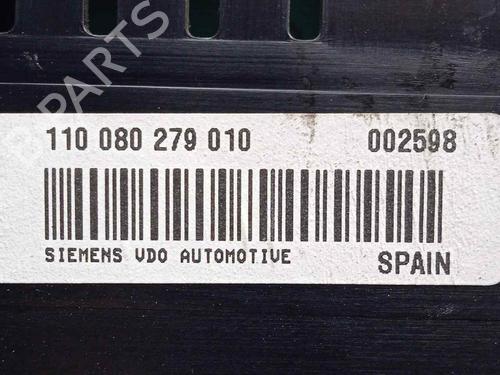 B-PARTS
110 080 279 010 002598
SIEMENS VDO AUTOMOTIVE SPAIN